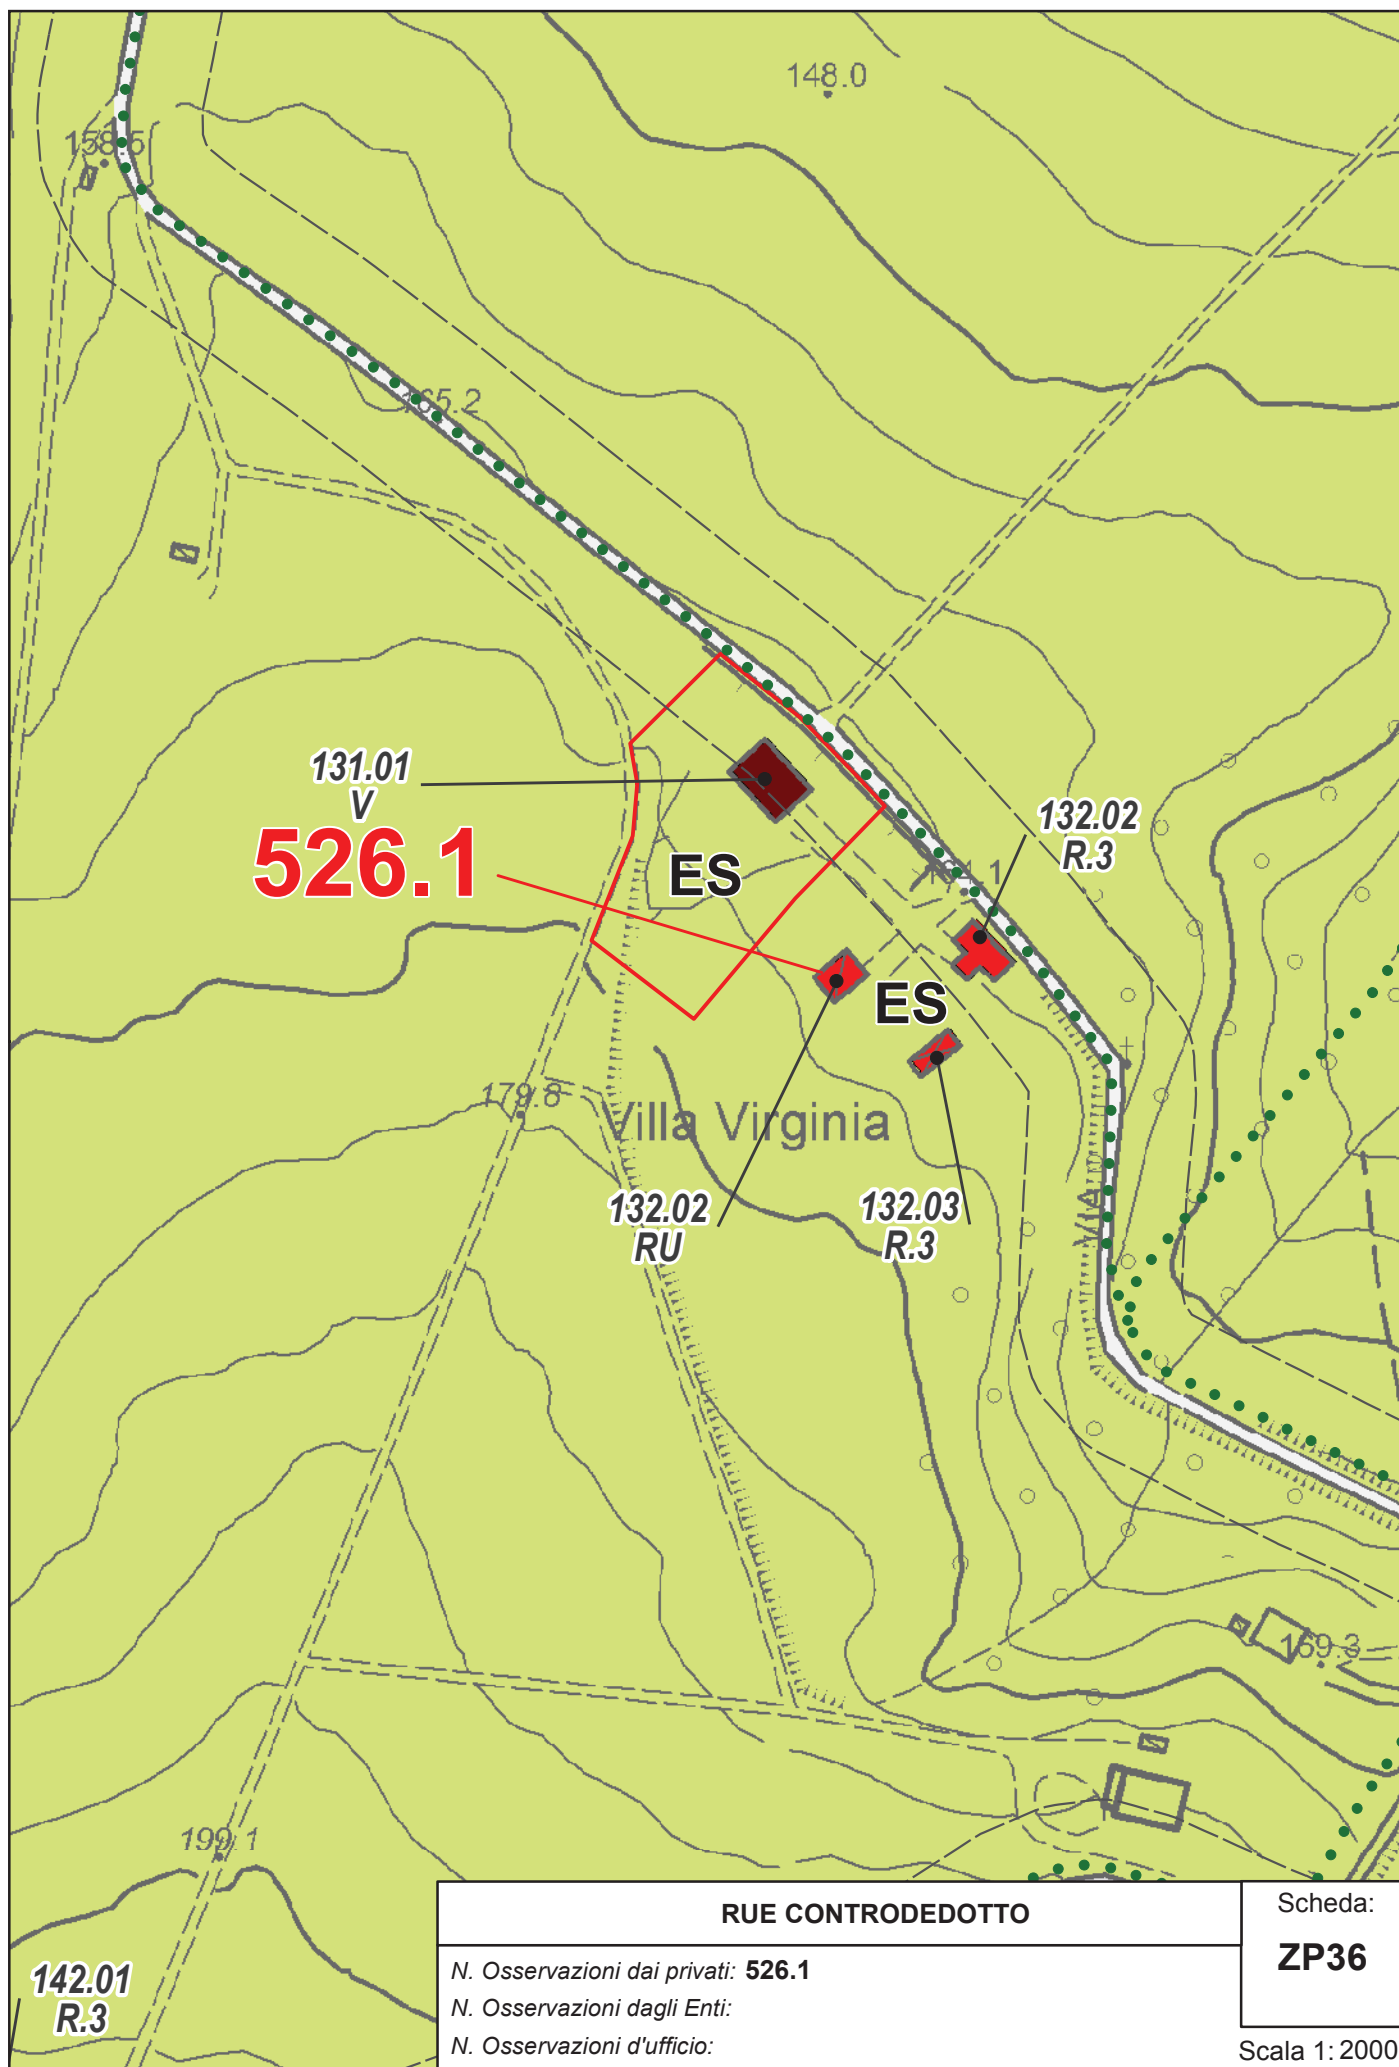 148.0
158.5
165.2
131.01
V
526.1
ES
132.02
R.3
ES
179.8
Villa Virginia
132.02
RU
132.03
R.3
VIA
169.3
199.1
142.01
R.3
RUE CONTRODEDOTTO
Scheda:
ZP36
N. Osservazioni dai privati: 526.1
N. Osservazioni dagli Enti:
N. Osservazioni d'ufficio:
Scala 1: 2000